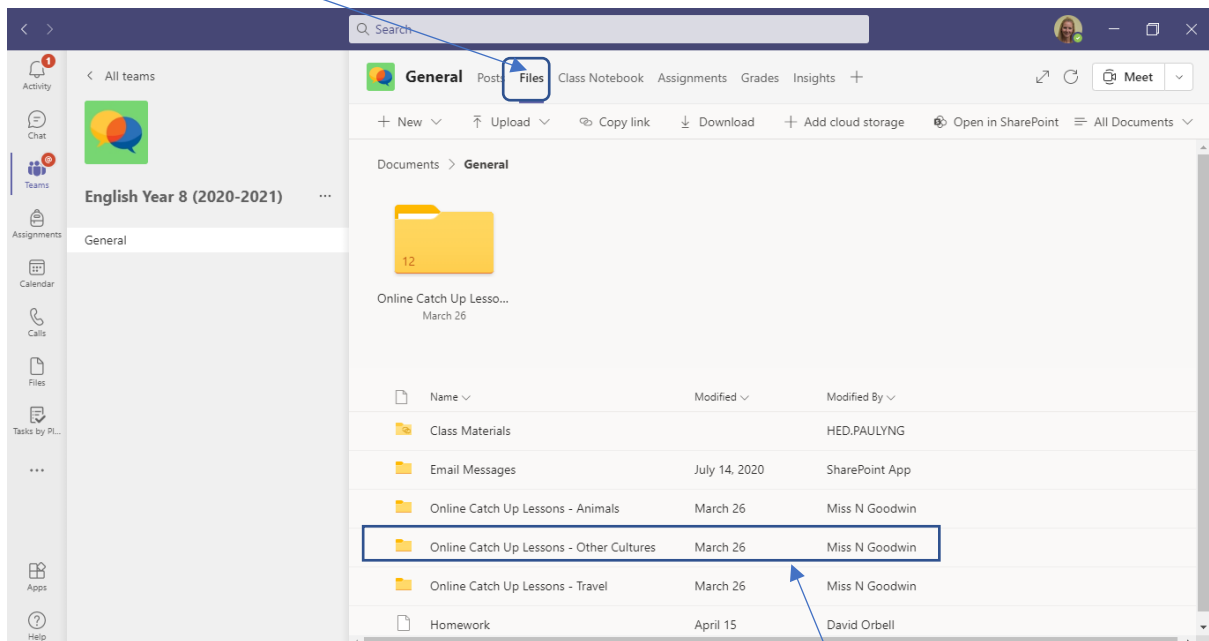 Search
1
Activity
Chat
Teams
Assignments
Calendar
Calls
Files
Tasks by Pl...
Apps
Help
All teams
English Year 8 (2020-2021) ...
General
General Posts Files Class Notebook Assignments Grades Insights Meet
New Upload Copy link Download Add cloud storage Open in SharePoint All Documents
Documents > General
12
Online Catch Up Lesso...
March 26
Name Modified Modified By
Class Materials HED.PAULYNG
Email Messages July 14, 2020 SharePoint App
Online Catch Up Lessons - Animals March 26 Miss N Goodwin
Online Catch Up Lessons - Other Cultures March 26 Miss N Goodwin
Online Catch Up Lessons - Travel March 26 Miss N Goodwin
Homework April 15 David Orbell